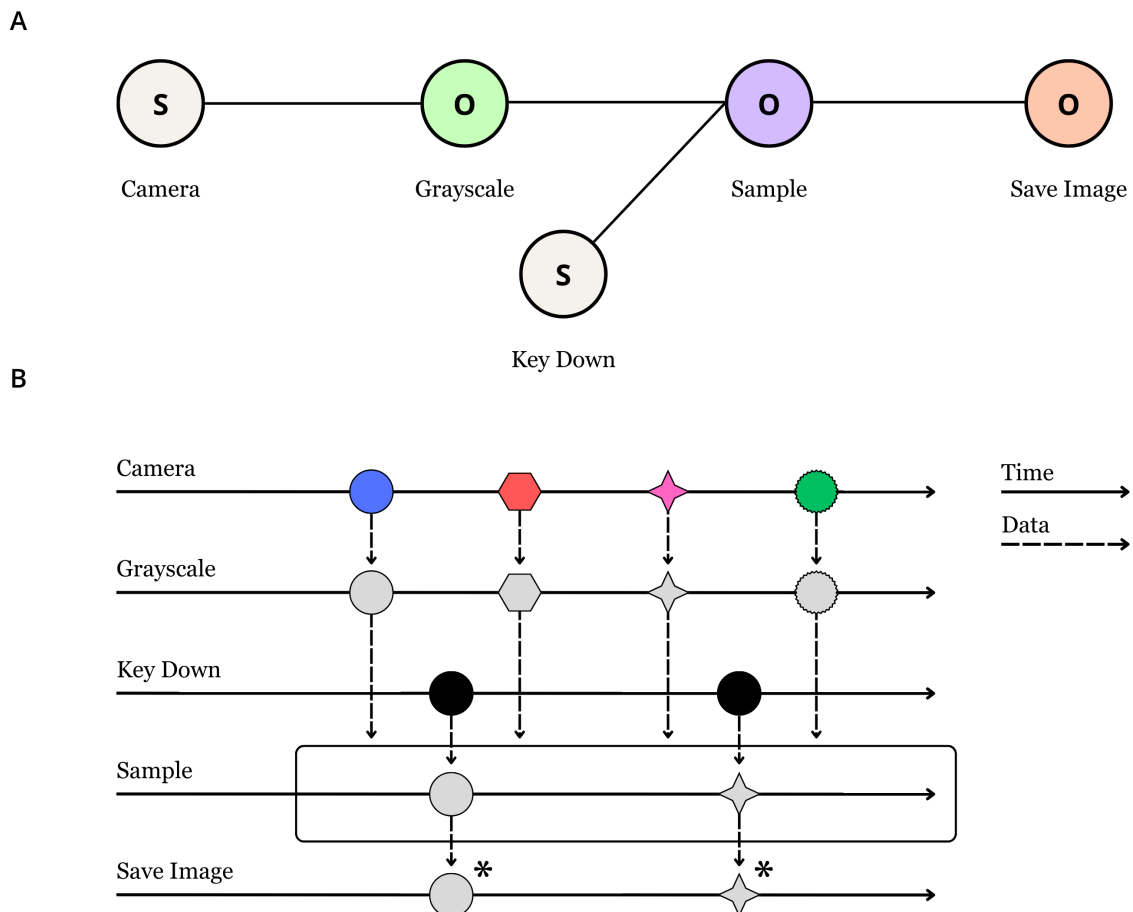 A
S
O
O
O
Camera
Grayscale
Sample
Save Image
S
Key Down
B
Camera
Time
Data
Grayscale
Key Down
Sample
Save Image
*
*